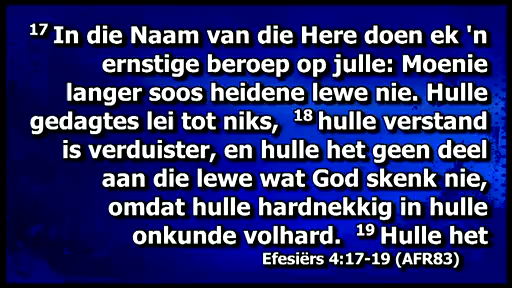 17 In die Naam van die Here doen ek 'n
ernstige beroep op julle: Moenie
langer soos heidene lewe nie. Hulle
gedagtes lei tot niks, 18 hulle verstand
is verduister, en hulle het geen deel
aan die lewe wat God skenk nie,
omdat hulle hardnekkig in hulle
onkunde volhard. 19 Hulle het
Efesiërs 4:17-19 (AFR83)